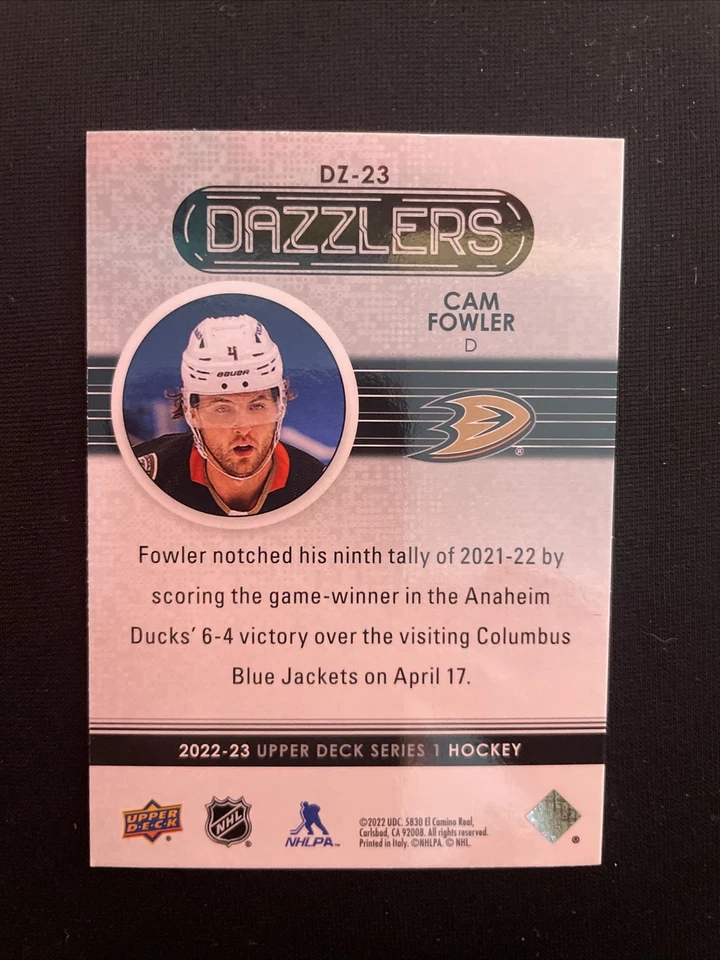 DZ-23
DAZZLERS
CAM
FOWLER
D
4
BAUER
®
Fowler notched his ninth tally of 2021-22 by
scoring the game-winner in the Anaheim
Ducks' 6-4 victory over the visiting Columbus
Blue Jackets on April 17.
2022-23 UPPER DECK SERIES 1 HOCKEY
UPPER
D·E·C·K
®
NHL
®
NHLPA™
©2022 UDC. 5830 El Camino Real,
Carlsbad, CA 92008. All rights reserved.
Printed in Italy. ©NHLPA. © NHL.
®